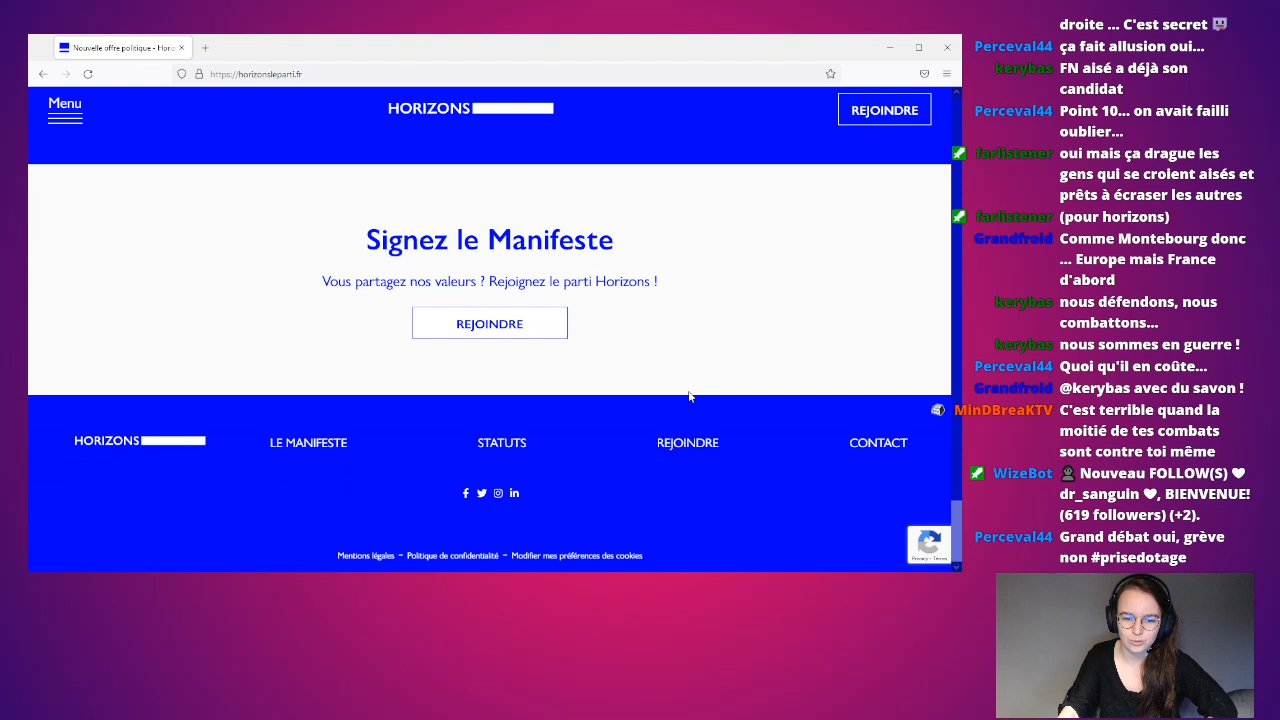 Nouvelle offre politique - Hori
https://horizonsleparti.fr
Menu
HORIZONS
REJOINDRE
Signez le Manifeste
Vous partagez nos valeurs ? Rejoignez le parti Horizons !
REJOINDRE
HORIZONS
LE MANIFESTE
STATUTS
REJOINDRE
CONTACT
Mentions légales - Politique de confidentialité - Modifier mes préférences des cookies
Privacy - Terms
droite ... C'est secret
Perceval44 ça fait allusion oui...
kerybas FN aisé a déjà son
candidat
Perceval44 Point 10... on avait failli
oublier...
farlistener oui mais ça drague les
gens qui se croient aisés et
prêts à écraser les autres
farlistener (pour horizons)
Grandfroid Comme Montebourg donc
... Europe mais France
d'abord
kerybas nous défendons, nous
combattons...
kerybas nous sommes en guerre !
Perceval44 Quoi qu'il en coûte...
Grandfroid @kerybas avec du savon !
MinDBreaKTV C'est terrible quand la
moitié de tes combats
sont contre toi même
WizeBot Nouveau FOLLOW(S)
dr_sanguin , BIENVENUE!
(619 followers) (+2).
Perceval44 Grand débat oui, grève
non #prisedotage